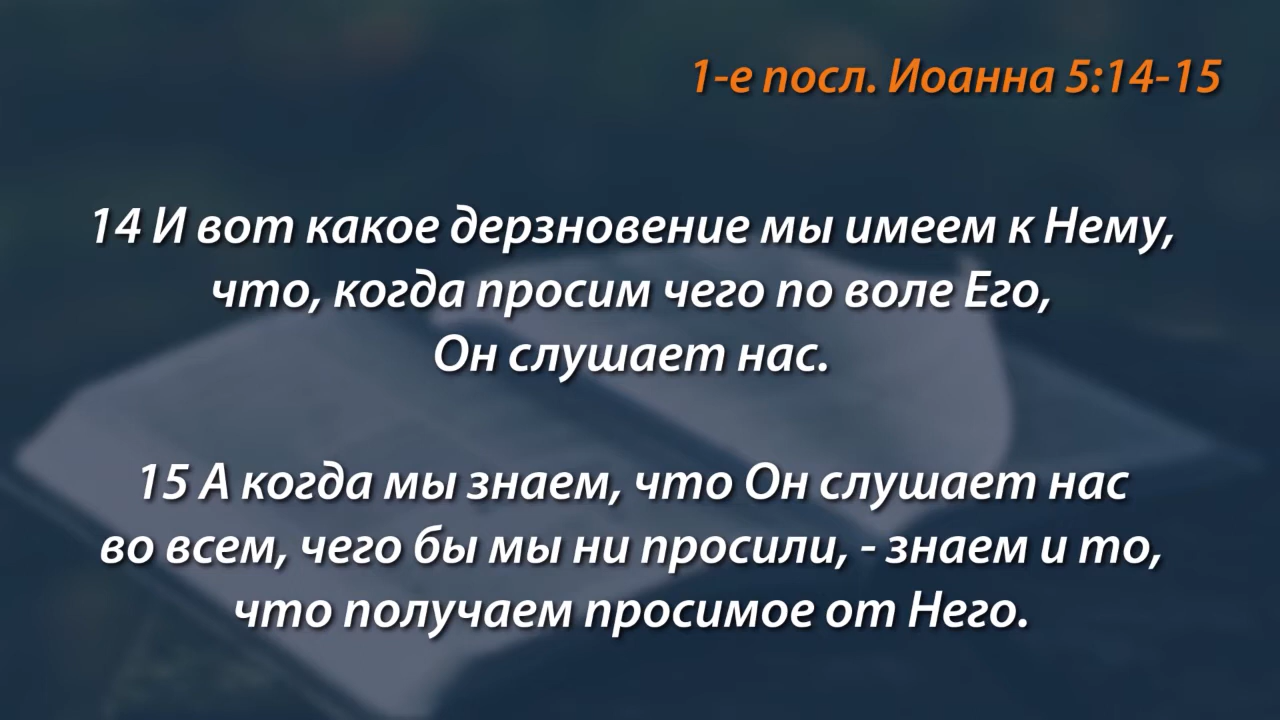 1-е посл. Иоанна 5:14-15
14 И вот какое дерзновение мы имеем к Нему,
что, когда просим чего по воле Его,
Он слушает нас.
15 А когда мы знаем, что Он слушает нас
во всем, чего бы мы ни просили, - знаем и то,
что получаем просимое от Него.